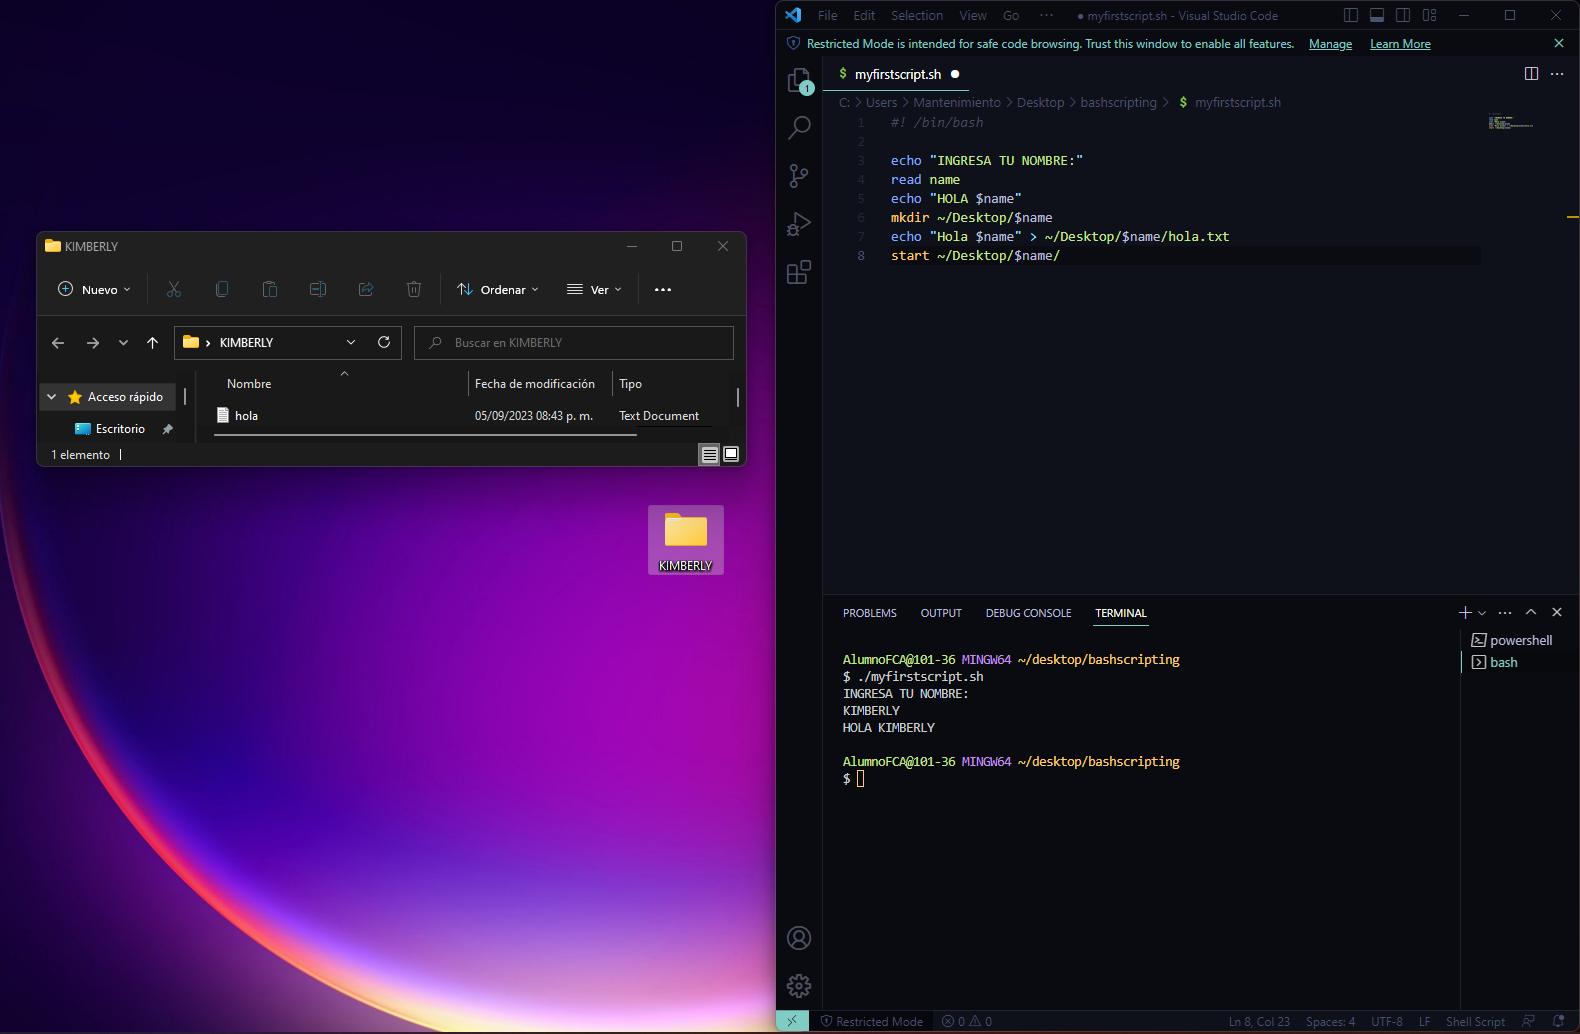 KIMBERLY
Nuevo
Ordenar
Ver
KIMBERLY
Buscar en KIMBERLY
Nombre
Fecha de modificación
Tipo
Acceso rápido
hola
05/09/2023 08:43 p. m.
Text Document
Escritorio
1 elemento
KIMBERLY
File Edit Selection View Go ··· ● myfirstscript.sh - Visual Studio Code
Restricted Mode is intended for safe code browsing. Trust this window to enable all features. Manage Learn More
1
$ myfirstscript.sh
C: > Users > Mantenimiento > Desktop > bashscripting > $ myfirstscript.sh
1 #! /bin/bash
2
3 echo "INGRESA TU NOMBRE:"
4 read name
5 echo "HOLA $name"
6 mkdir ~/Desktop/$name
7 echo "Hola $name" > ~/Desktop/$name/hola.txt
8 start ~/Desktop/$name/
PROBLEMS OUTPUT DEBUG CONSOLE TERMINAL
powershell
bash
AlumnoFCA@101-36 MINGW64 ~/desktop/bashscripting
$ ./myfirstscript.sh
INGRESA TU NOMBRE:
KIMBERLY
HOLA KIMBERLY
AlumnoFCA@101-36 MINGW64 ~/desktop/bashscripting
$
Restricted Mode 0 0 Ln 8, Col 23 Spaces: 4 UTF-8 LF Shell Script